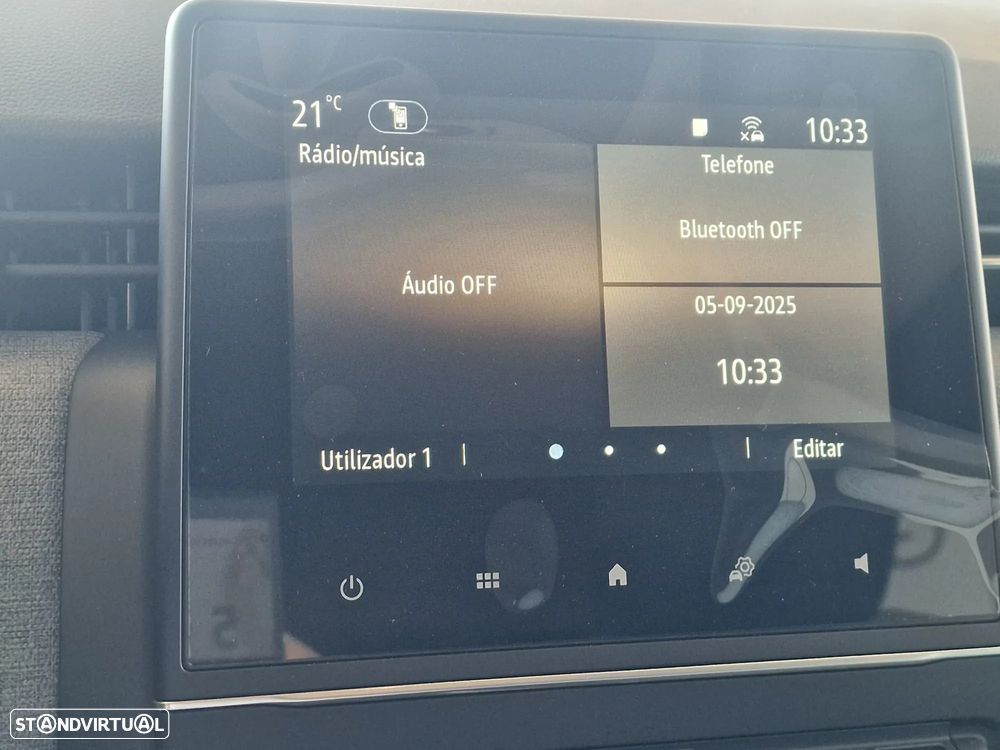 21°C
10:33
Rádio/música
Telefone
Bluetooth OFF
Áudio OFF
05-09-2025
10:33
Utilizador 1
Editar
STANDVIRTUAL